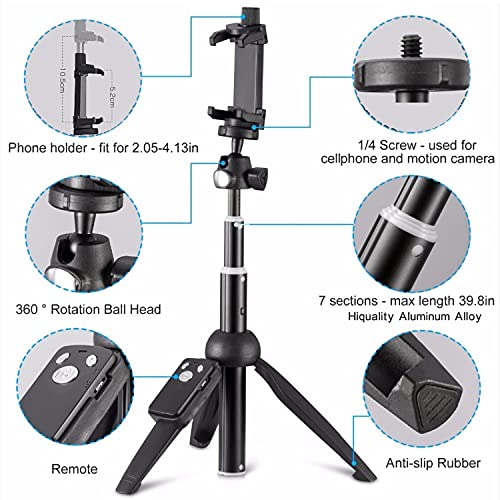 10.5cm
5.2cm
Phone holder - fit for 2.05-4.13in
1/4 Screw - used for
cellphone and motion camera
360 ° Rotation Ball Head
7 sections - max length 39.8in
Hiquality Aluminum Alloy
Remote
Anti-slip Rubber